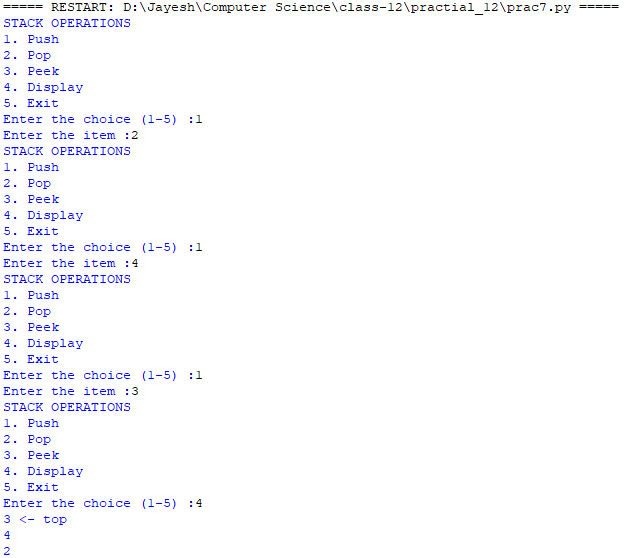 ===== RESTART: D:\Jayesh\Computer Science\class-12\practial_12\prac7.py =====
STACK OPERATIONS
1. Push
2. Pop
3. Peek
4. Display
5. Exit
Enter the choice (1-5) :1
Enter the item :2
STACK OPERATIONS
1. Push
2. Pop
3. Peek
4. Display
5. Exit
Enter the choice (1-5) :1
Enter the item :4
STACK OPERATIONS
1. Push
2. Pop
3. Peek
4. Display
5. Exit
Enter the choice (1-5) :1
Enter the item :3
STACK OPERATIONS
1. Push
2. Pop
3. Peek
4. Display
5. Exit
Enter the choice (1-5) :4
3 <- top
4
2